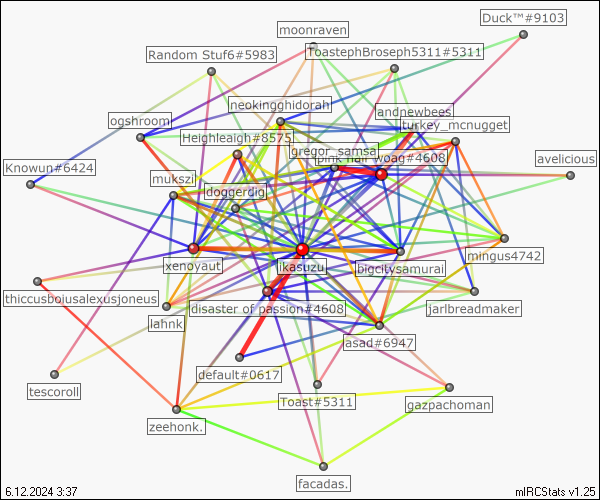 Duck™#9103
moonraven
Random Stuf6#5983
ToastephBroseph5311#5311
neokingghidorah
ogshroom
andnewbees
turkey_mcnugget
Heighleaigh#8575
gregor_samsa
woag#4608
avelicious
Knowun#6424
mukszi
doggerdig
xenoyaut
ikasuzu
bigcitysamurai
mingus4742
thiccusboiusalexusjoneus
lahnk
disaster of passion#4608
jarlbreadmaker
asad#6947
tescoroll
default#0617
Toast#5311
gazpachoman
zeehonk.
facadas.
6.12.2024 3:37
mIRCStats v1.25